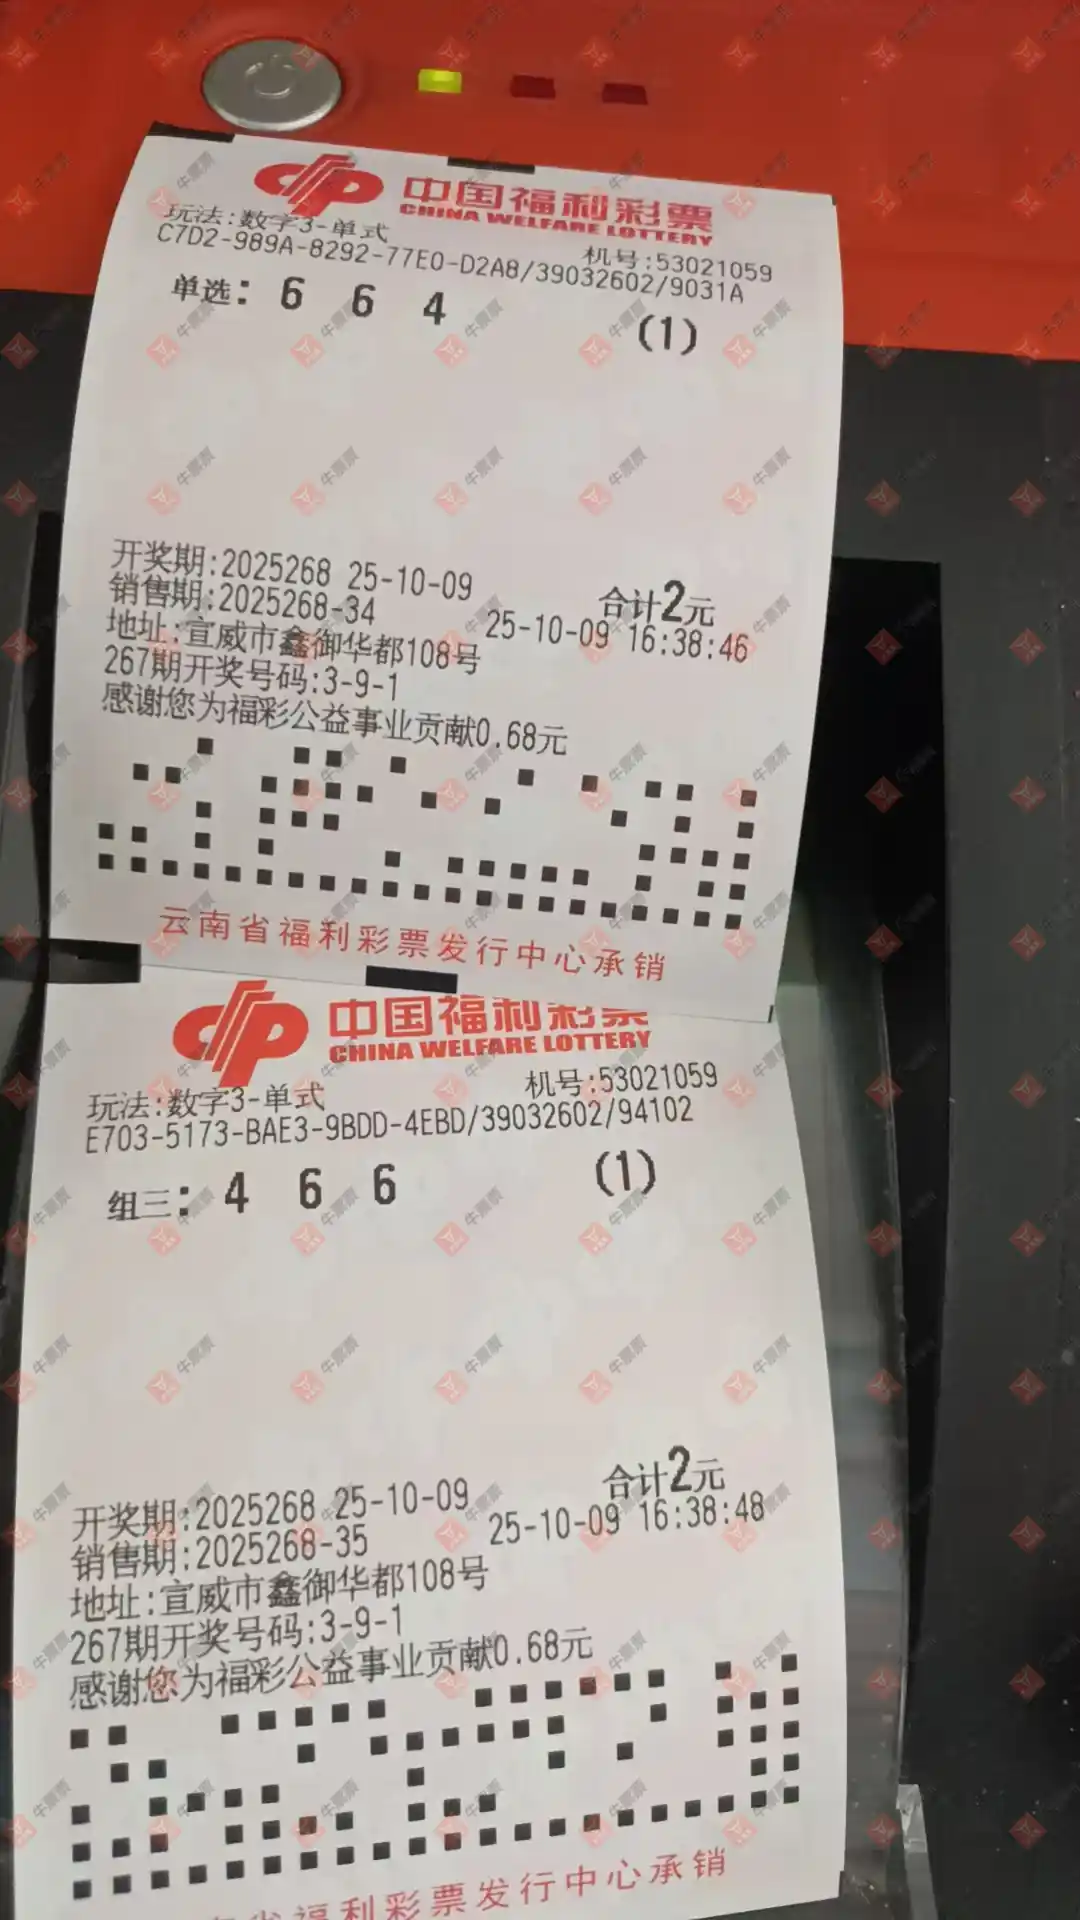 中国福利彩票
CHINA WELFARE LOTTERY
玩法:数字3-单式
机号:53021059
C7D2-989A-8292-77E0-D2A8/39032602/9031A
单选: 6 6 4 (1)
开奖期:2025268 25-10-09
合计2元
销售期:2025268-34
25-10-09 16:38:46
地址:宣威市鑫御华都108号
267期开奖号码:3-9-1
感谢您为福彩公益事业贡献0.68元
云南省福利彩票发行中心承销
中国福利彩票
CHINA WELFARE LOTTERY
玩法:数字3-单式
机号:53021059
E703-5173-BAE3-9BDD-4EBD/39032602/94102
组三: 4 6 6 (1)
开奖期:2025268 25-10-09
合计2元
销售期:2025268-35
25-10-09 16:38:48
地址:宣威市鑫御华都108号
267期开奖号码:3-9-1
感谢您为福彩公益事业贡献0.68元
省福利彩票发行中心承销
牛票票